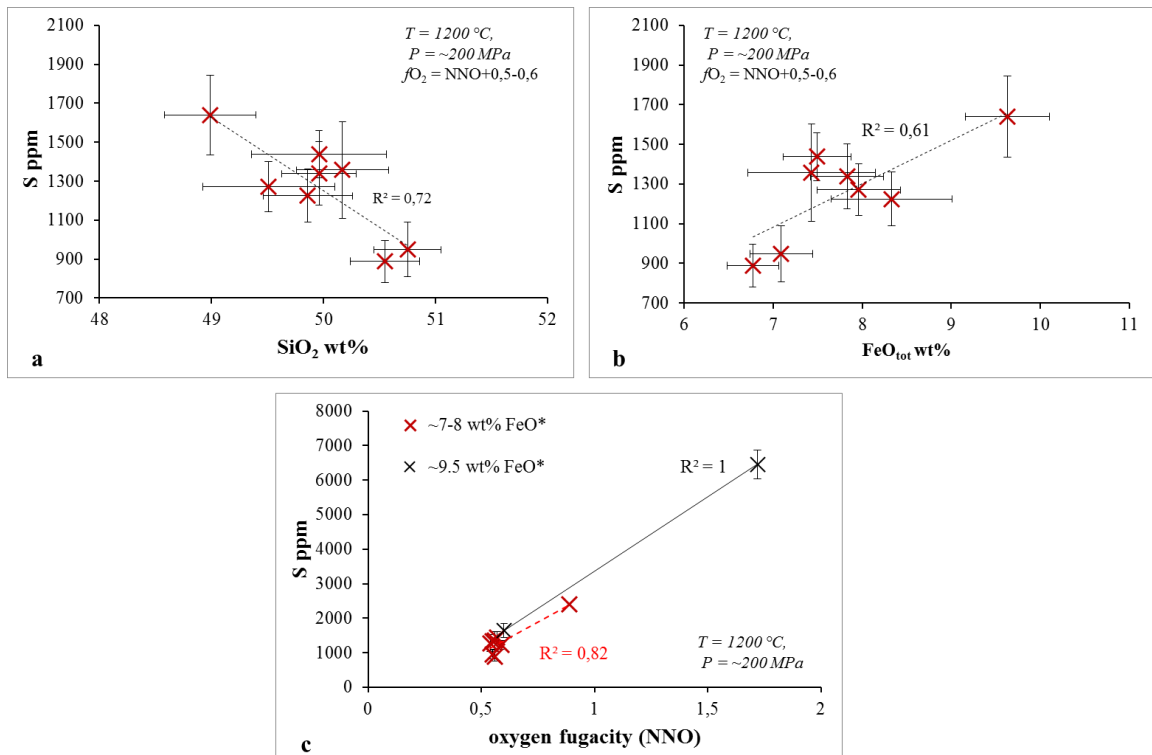 2100
1900
1700
1500
1300
1100
900
700
S ppm
T = 1200 °C,
P = ~200 MPa
fO₂ = NNO+0,5-0,6
R² = 0,72
48 49 50 51 52
SiO₂ wt%
a
2100
1900
1700
1500
1300
1100
900
700
S ppm
T = 1200 °C,
P = ~200 MPa
fO₂ = NNO+0,5-0,6
R² = 0,61
6 7 8 9 10 11
FeOtot wt%
b
8000
7000
6000
5000
4000
3000
2000
1000
0
S ppm
~7-8 wt% FeO*
~9.5 wt% FeO*
R² = 1
R² = 0,82
T = 1200 °C,
P = ~200 MPa
0 0,5 1 1,5 2
oxygen fugacity (NNO)
c